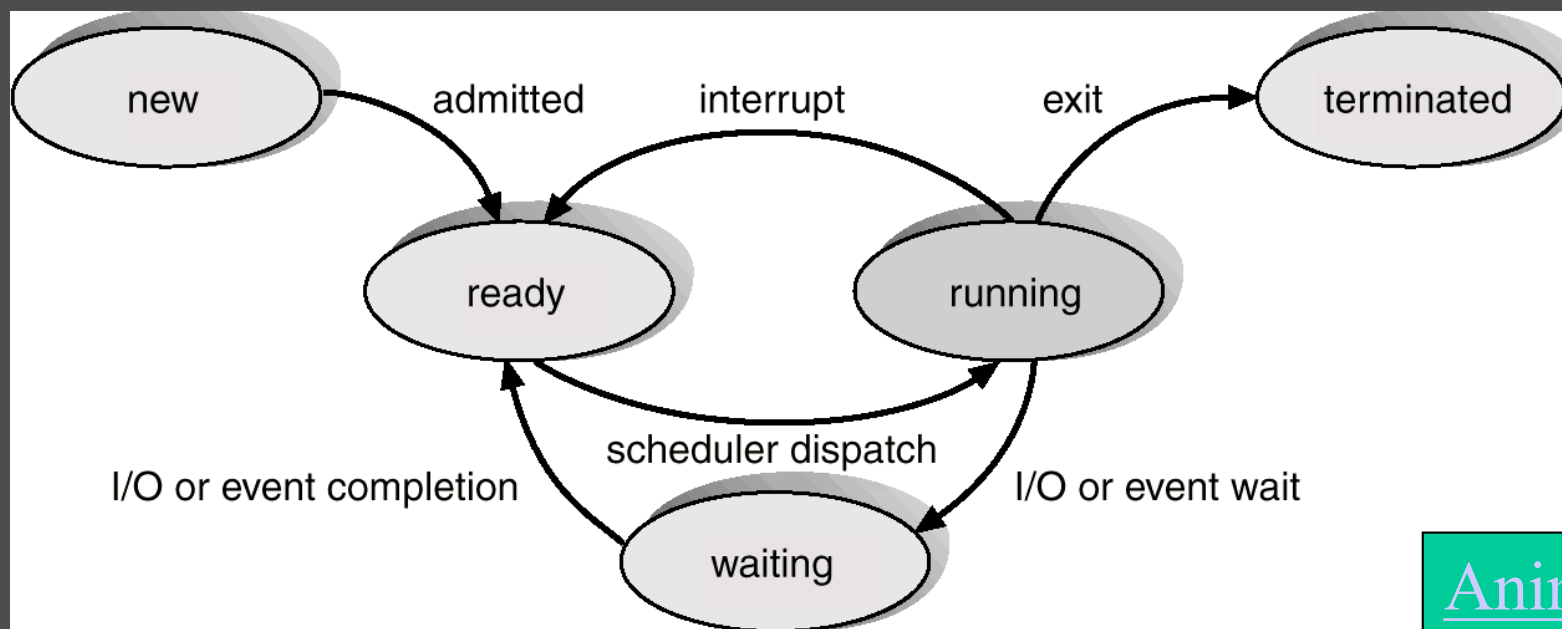 new
admitted
interrupt
exit
terminated
ready
running
scheduler dispatch
I/O or event completion
I/O or event wait
waiting